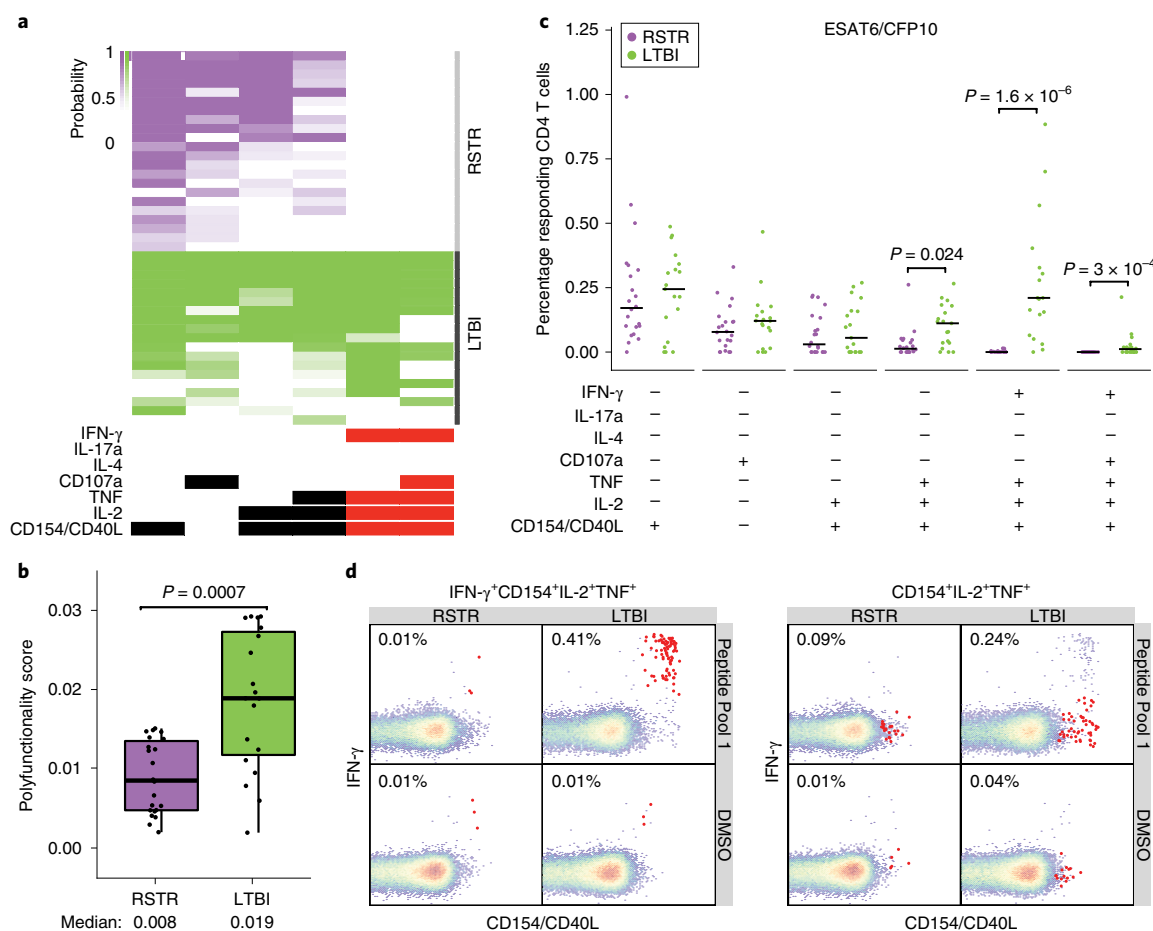 a
Probability
1
0.5
0
RSTR
LTBI
IFN-γ
IL-17a
IL-4
CD107a
TNF
IL-2
CD154/CD40L
b
P = 0.0007
Polyfunctionality score
0.03
0.02
0.01
0.00
RSTR LTBI
Median: 0.008 0.019
c
ESAT6/CFP10
RSTR
LTBI
Percentage responding CD4 T cells
1.25
1.00
0.75
0.50
0.25
0.00
P = 0.024
P = 1.6 × 10⁻⁶
P = 3 × 10⁻⁴
IFN-γ − − − − + +
IL-17a − − − − − −
IL-4 − − − − − −
CD107a − + − − − +
TNF − − − + + +
IL-2 − − + + + +
CD154/CD40L + − + + + +
d
IFN-γ⁺CD154⁺IL-2⁺TNF⁺
RSTR LTBI
0.01% 0.41%
Peptide Pool 1
0.01% 0.01%
DMSO
IFN-γ
CD154/CD40L
CD154⁺IL-2⁺TNF⁺
RSTR LTBI
0.09% 0.24%
Peptide Pool 1
0.01% 0.04%
DMSO
IFN-γ
CD154/CD40L